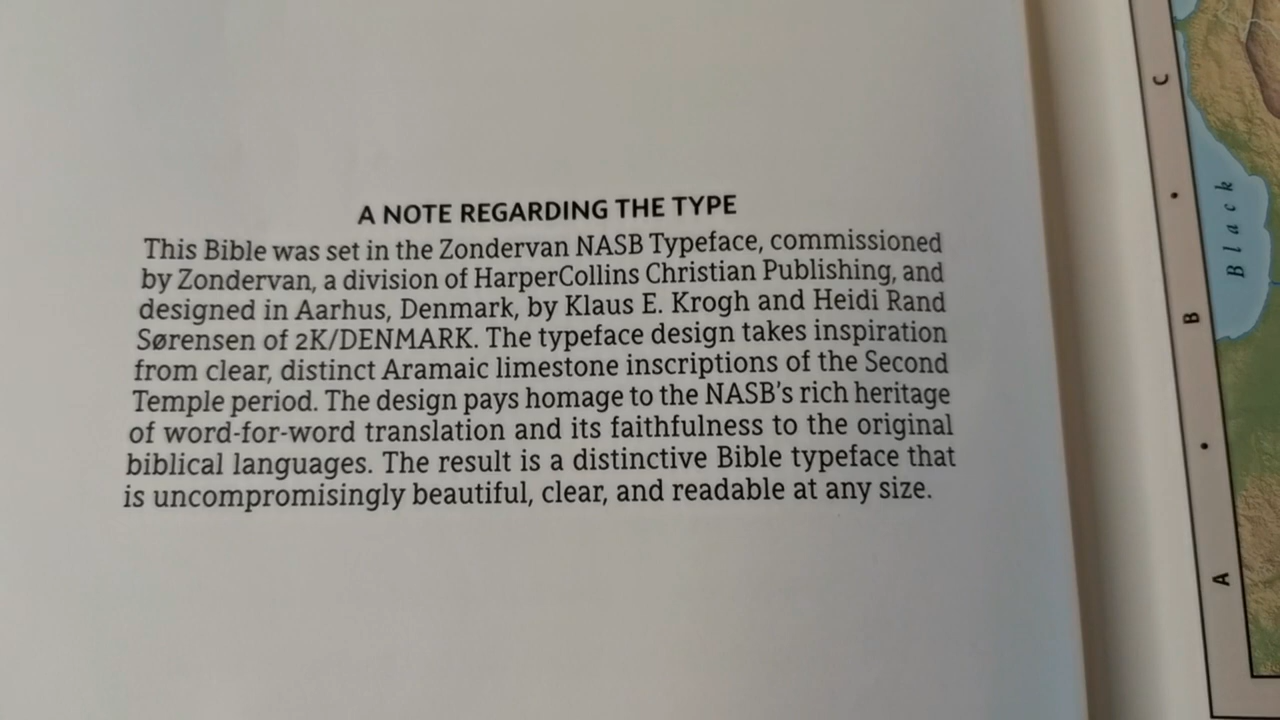 A NOTE REGARDING THE TYPE
This Bible was set in the Zondervan NASB Typeface, commissioned
by Zondervan, a division of HarperCollins Christian Publishing, and
designed in Aarhus, Denmark, by Klaus E. Krogh and Heidi Rand
Sørensen of 2K/DENMARK. The typeface design takes inspiration
from clear, distinct Aramaic limestone inscriptions of the Second
Temple period. The design pays homage to the NASB's rich heritage
of word-for-word translation and its faithfulness to the original
biblical languages. The result is a distinctive Bible typeface that
is uncompromisingly beautiful, clear, and readable at any size.
C
B
A
Black